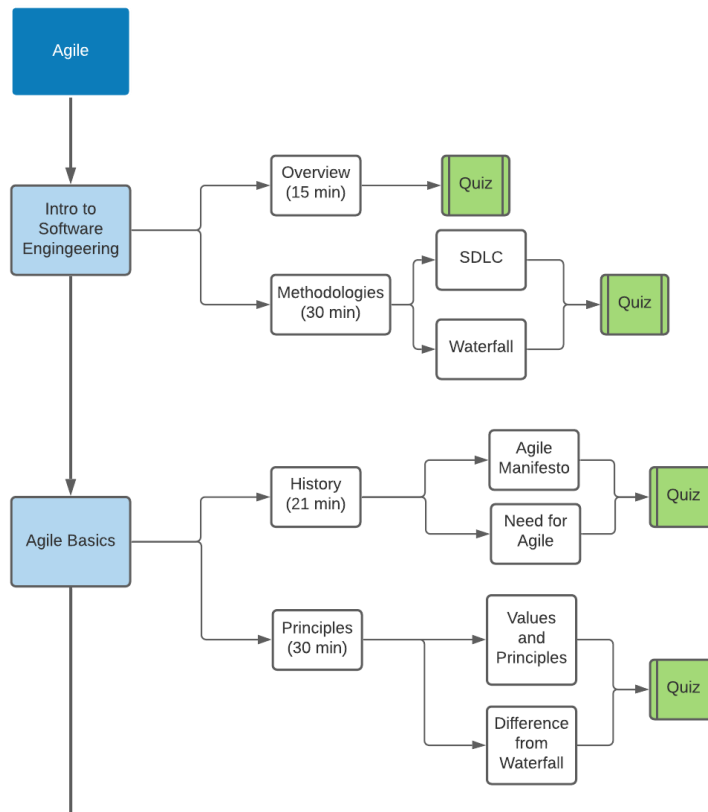 Agile
Intro to
Software
Engingeering
Overview
(15 min)
Quiz
Methodologies
(30 min)
SDLC
Waterfall
Quiz
Agile Basics
History
(21 min)
Agile
Manifesto
Need for
Agile
Quiz
Principles
(30 min)
Values
and
Principles
Difference
from
Waterfall
Quiz